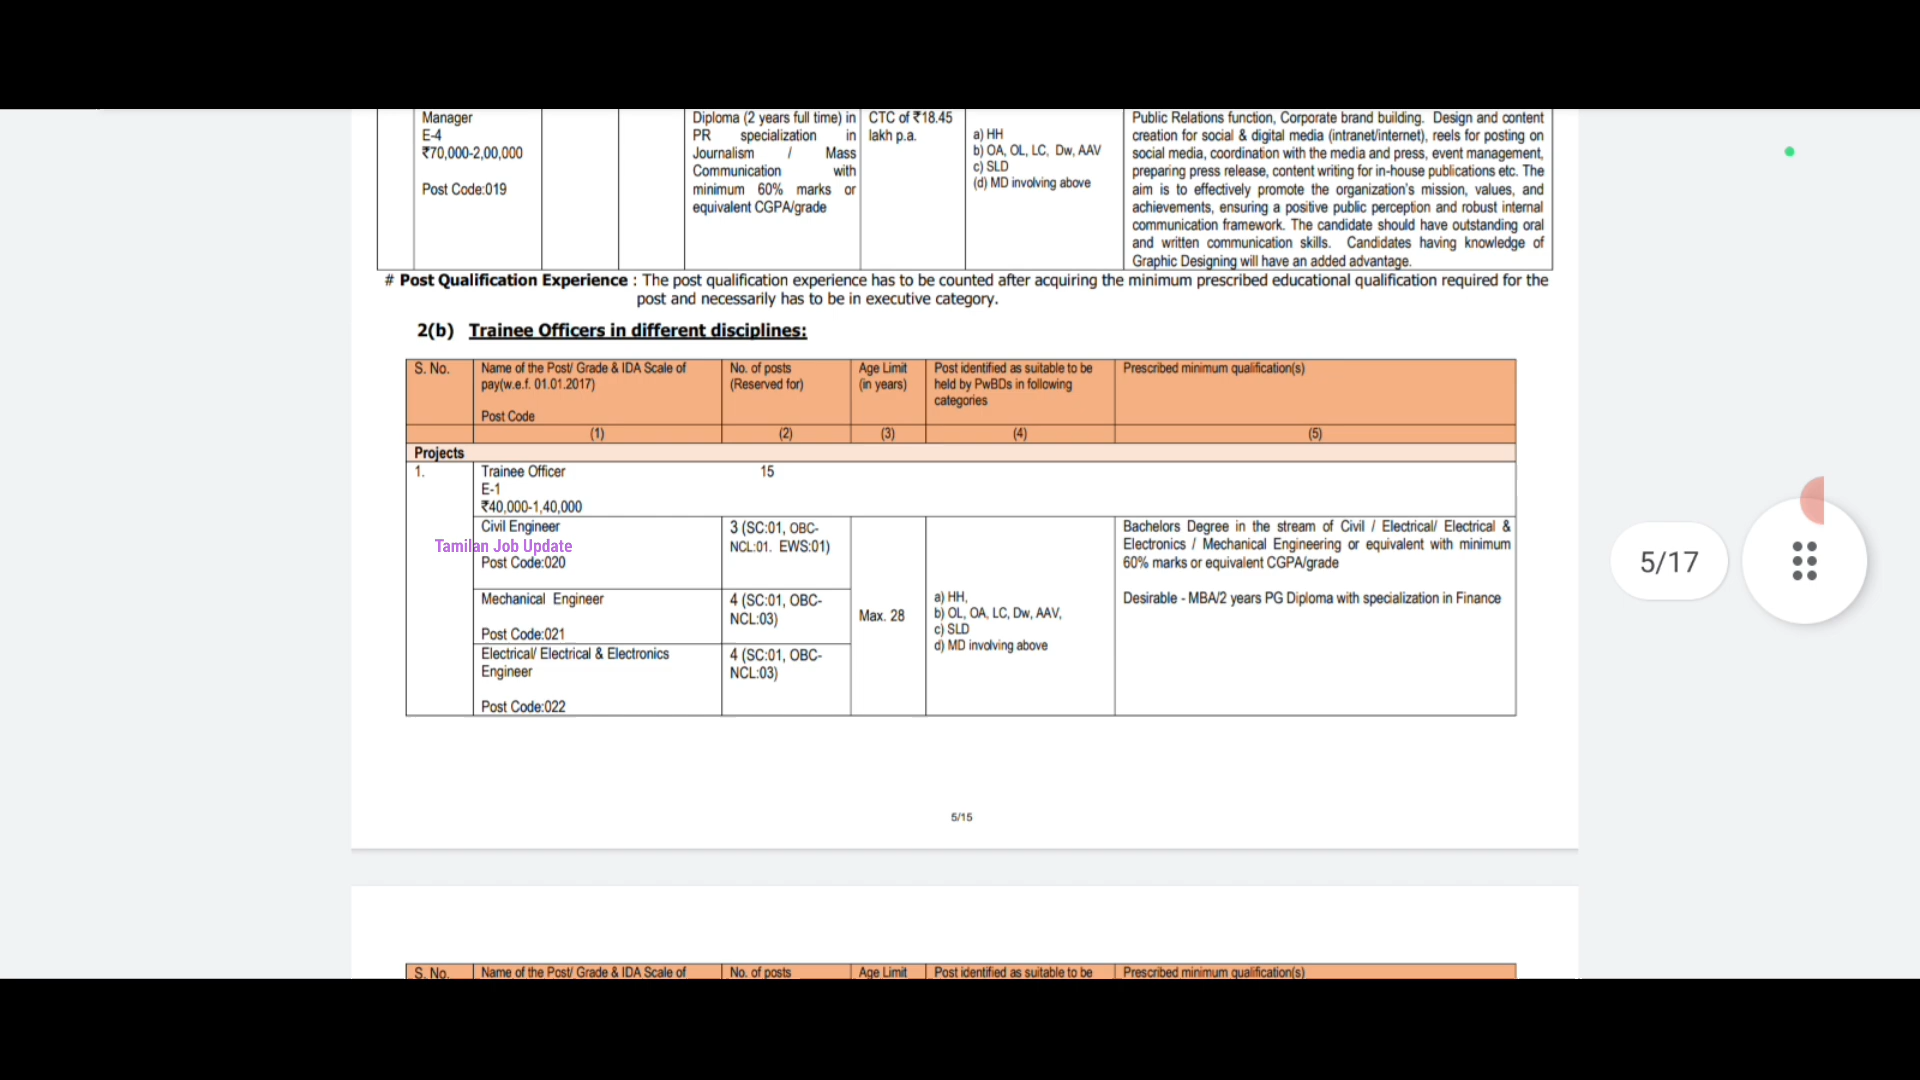 Manager
E-4
₹70,000-2,00,000
Post Code:019
Diploma (2 years full time) in
PR specialization in
Journalism / Mass
Communication with
minimum 60% marks or
equivalent CGPA/grade
CTC of ₹18.45
lakh p.a.
a) HH
b) OA, OL, LC, Dw, AAV
c) SLD
(d) MD involving above
Public Relations function, Corporate brand building. Design and content
creation for social & digital media (intranet/internet), reels for posting on
social media, coordination with the media and press, event management,
preparing press release, content writing for in-house publications etc. The
aim is to effectively promote the organization's mission, values, and
achievements, ensuring a positive public perception and robust internal
communication framework. The candidate should have outstanding oral
and written communication skills. Candidates having knowledge of
Graphic Designing will have an added advantage.
# Post Qualification Experience : The post qualification experience has to be counted after acquiring the minimum prescribed educational qualification required for the
post and necessarily has to be in executive category.
2(b) Trainee Officers in different disciplines:
S. No.
Name of the Post/ Grade & IDA Scale of
pay(w.e.f. 01.01.2017)
Post Code
No. of posts
(Reserved for)
Age Limit
(in years)
Post identified as suitable to be
held by PwBDs in following
categories
Prescribed minimum qualification(s)
(1) (2) (3) (4) (5)
Projects
1.
Trainee Officer
E-1
₹40,000-1,40,000
15
Civil Engineer
Tamilan Job Update
Post Code:020
3 (SC:01, OBC-
NCL:01. EWS:01)
Mechanical Engineer
Post Code:021
4 (SC:01, OBC-
NCL:03)
Electrical/ Electrical & Electronics
Engineer
Post Code:022
4 (SC:01, OBC-
NCL:03)
Max. 28
a) HH,
b) OL, OA, LC, Dw, AAV,
c) SLD
d) MD involving above
Bachelors Degree in the stream of Civil / Electrical/ Electrical &
Electronics / Mechanical Engineering or equivalent with minimum
60% marks or equivalent CGPA/grade
Desirable - MBA/2 years PG Diploma with specialization in Finance
5/17
5/15
S. No.
Name of the Post/ Grade & IDA Scale of
No. of posts
Age Limit
Post identified as suitable to be
Prescribed minimum qualification(s)